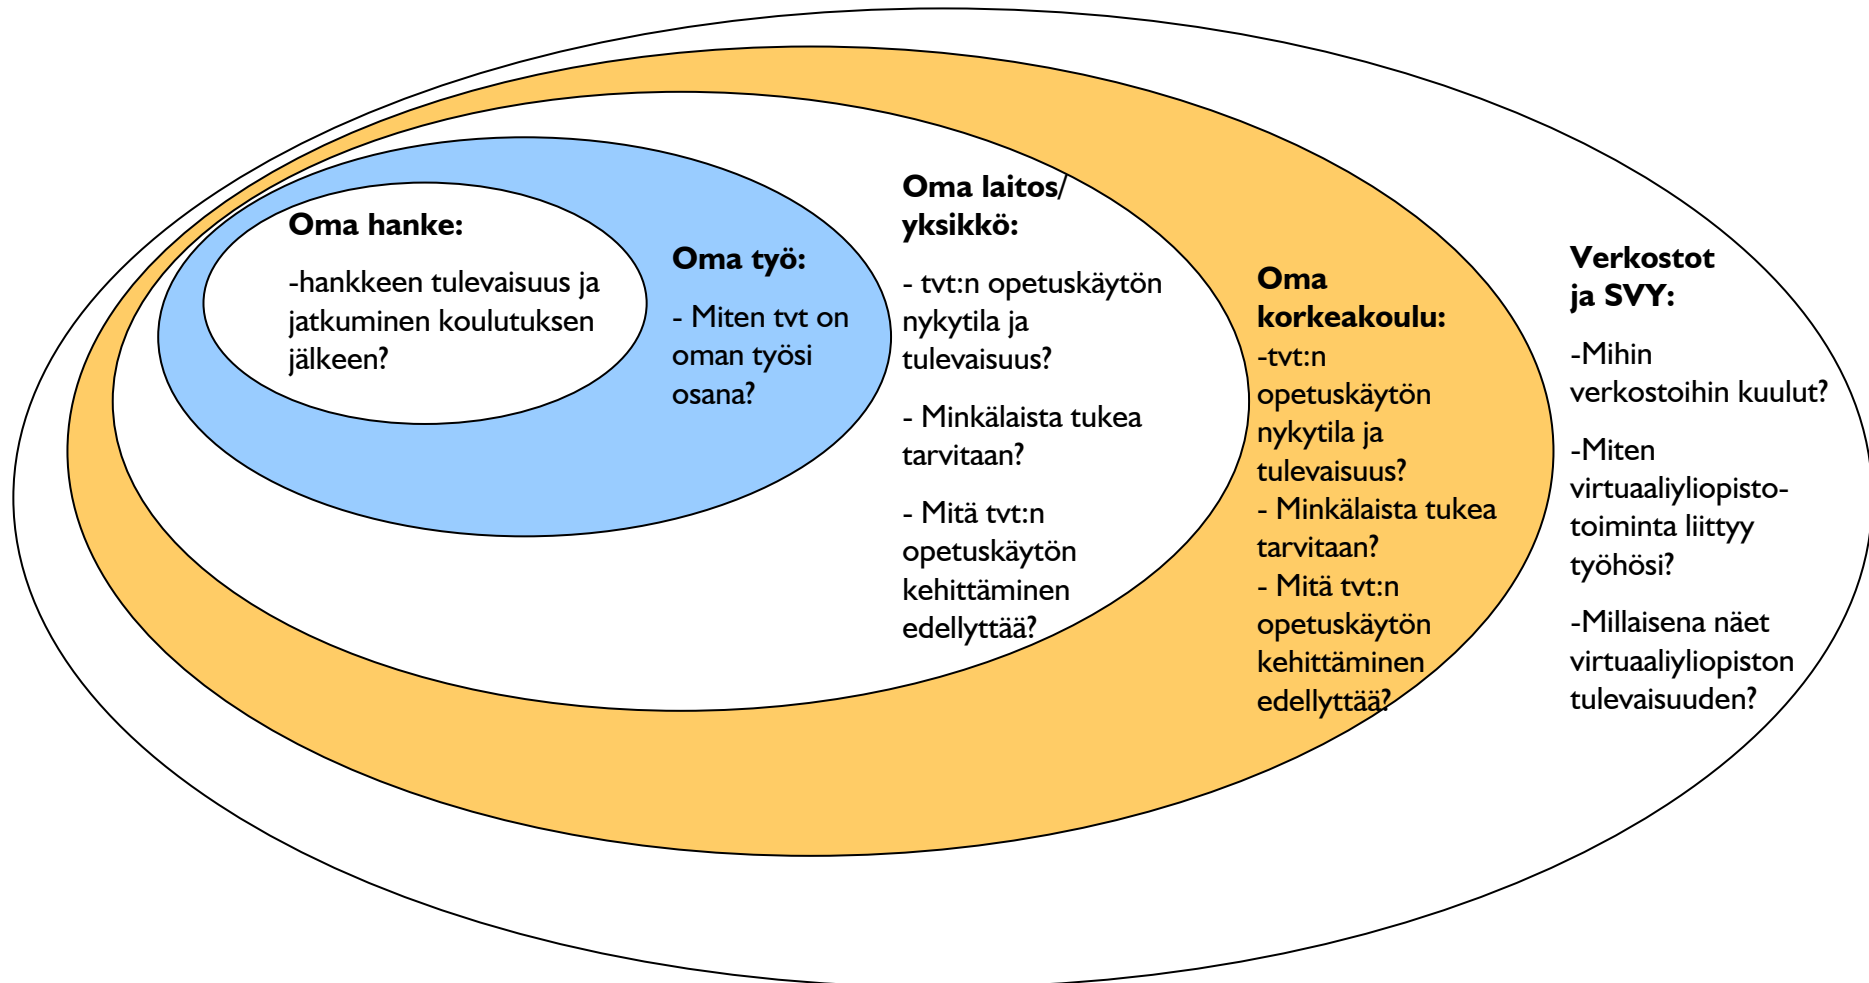 Oma hanke:
-hankkeen tulevaisuus ja
jatkuminen koulutuksen
jälkeen?
Oma työ:
- Miten tvt on
oman työsi
osana?
Oma laitos/
yksikkö:
- tvt:n opetuskäytön
nykytila ja
tulevaisuus?
- Minkälaista tukea
tarvitaan?
- Mitä tvt:n
opetuskäytön
kehittäminen
edellyttää?
Oma
korkeakoulu:
-tvt:n
opetuskäytön
nykytila ja
tulevaisuus?
- Minkälaista tukea
tarvitaan?
- Mitä tvt:n
opetuskäytön
kehittäminen
edellyttää?
Verkostot
ja SVY:
-Mihin
verkostoihin kuulut?
-Miten
virtuaaliyliopisto-
toiminta liittyy
työhösi?
-Millaisena näet
virtuaaliyliopiston
tulevaisuuden?